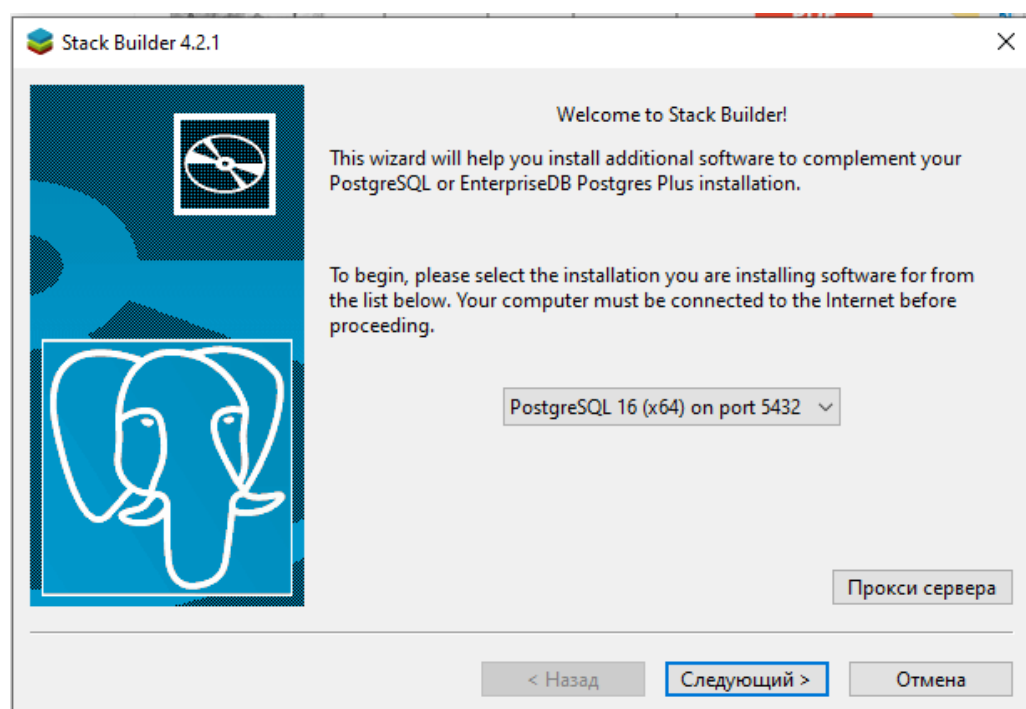 Stack Builder 4.2.1
Welcome to Stack Builder!
This wizard will help you install additional software to complement your
PostgreSQL or EnterpriseDB Postgres Plus installation.
To begin, please select the installation you are installing software for from
the list below. Your computer must be connected to the Internet before
proceeding.
PostgreSQL 16 (x64) on port 5432
Прокси сервера
< Назад
Следующий >
Отмена